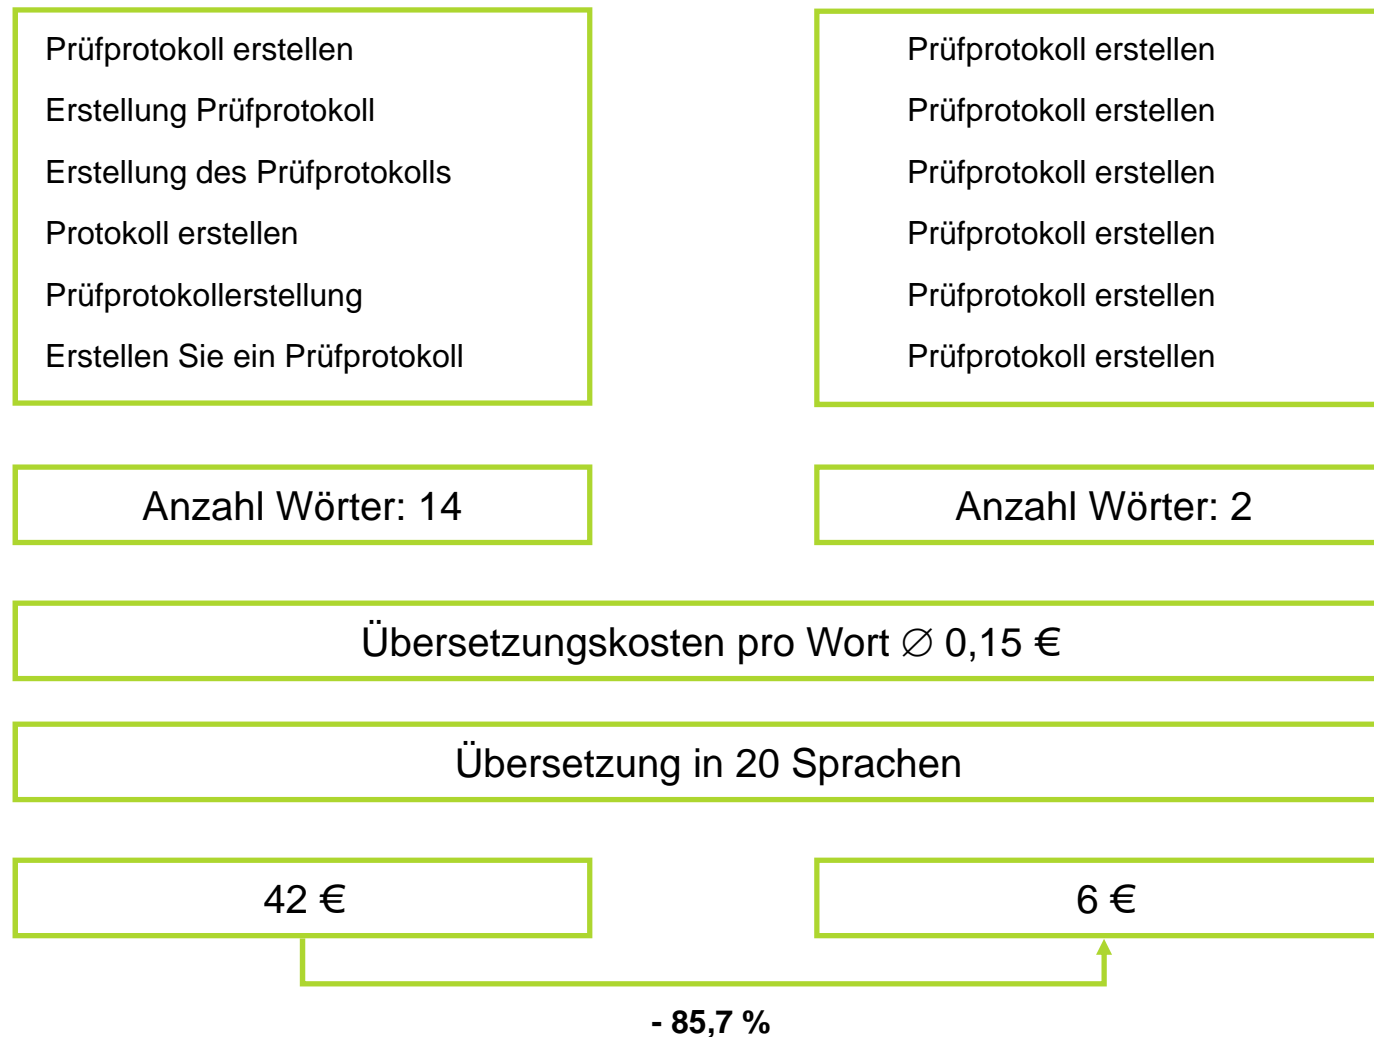 Prüfprotokoll erstellen
Erstellung Prüfprotokoll
Erstellung des Prüfprotokolls
Protokoll erstellen
Prüfprotokollerstellung
Erstellen Sie ein Prüfprotokoll
Prüfprotokoll erstellen
Prüfprotokoll erstellen
Prüfprotokoll erstellen
Prüfprotokoll erstellen
Prüfprotokoll erstellen
Prüfprotokoll erstellen
Anzahl Wörter: 14
Anzahl Wörter: 2
Übersetzungskosten pro Wort ∅ 0,15 €
Übersetzung in 20 Sprachen
42 €
6 €
- 85,7 %